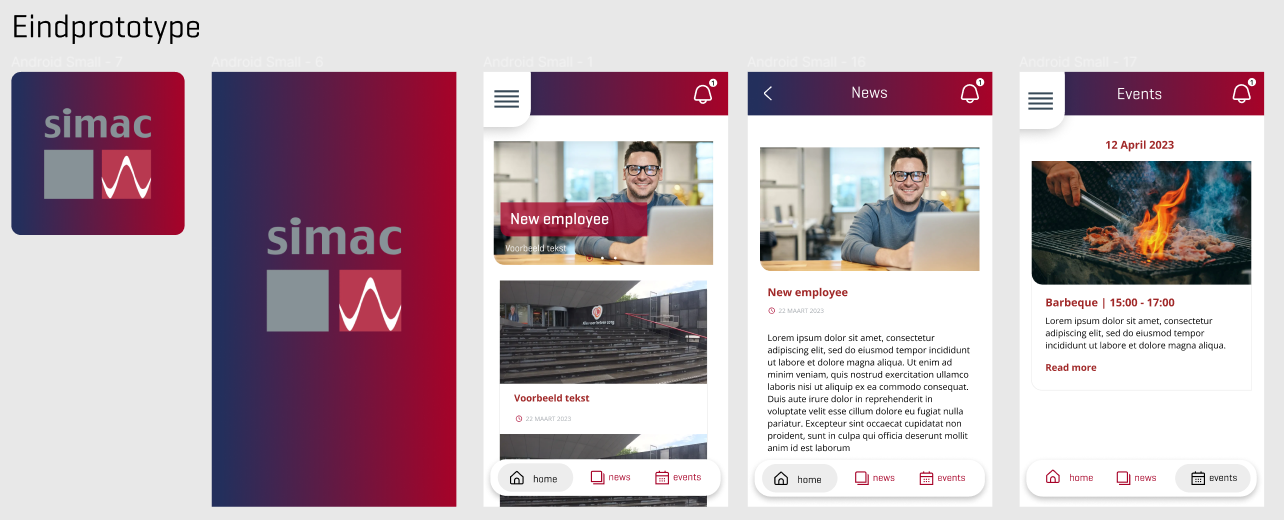 Eindprototype
Android Small - 7
simac
Android Small - 8
simac
Android Small - 1
1
New employee
Voorbeeld tekst
Voorbeeld tekst
22 MAART 2023
home
news
events
Android Small - 16
News
1
New employee
22 MAART 2023
Lorem ipsum dolor sit amet, consectetur
adipiscing elit, sed do eiusmod tempor incididunt
ut labore et dolore magna aliqua. Ut enim ad
minim veniam, quis nostrud exercitation ullamco
laboris nisi ut aliquip ex ea commodo consequat.
Duis aute irure dolor in reprehenderit in
voluptate velit esse cillum dolore eu fugiat nulla
pariatur. Excepteur sint occaecat cupidatat non
proident, sunt in culpa qui officia deserunt mollit
anim id est laborum
home
news
events
Android Small - 17
Events
1
12 April 2023
Barbeque | 15:00 - 17:00
Lorem ipsum dolor sit amet, consectetur
adipiscing elit, sed do eiusmod tempor
incididunt ut labore et dolore magna aliqua.
Read more
home
news
events